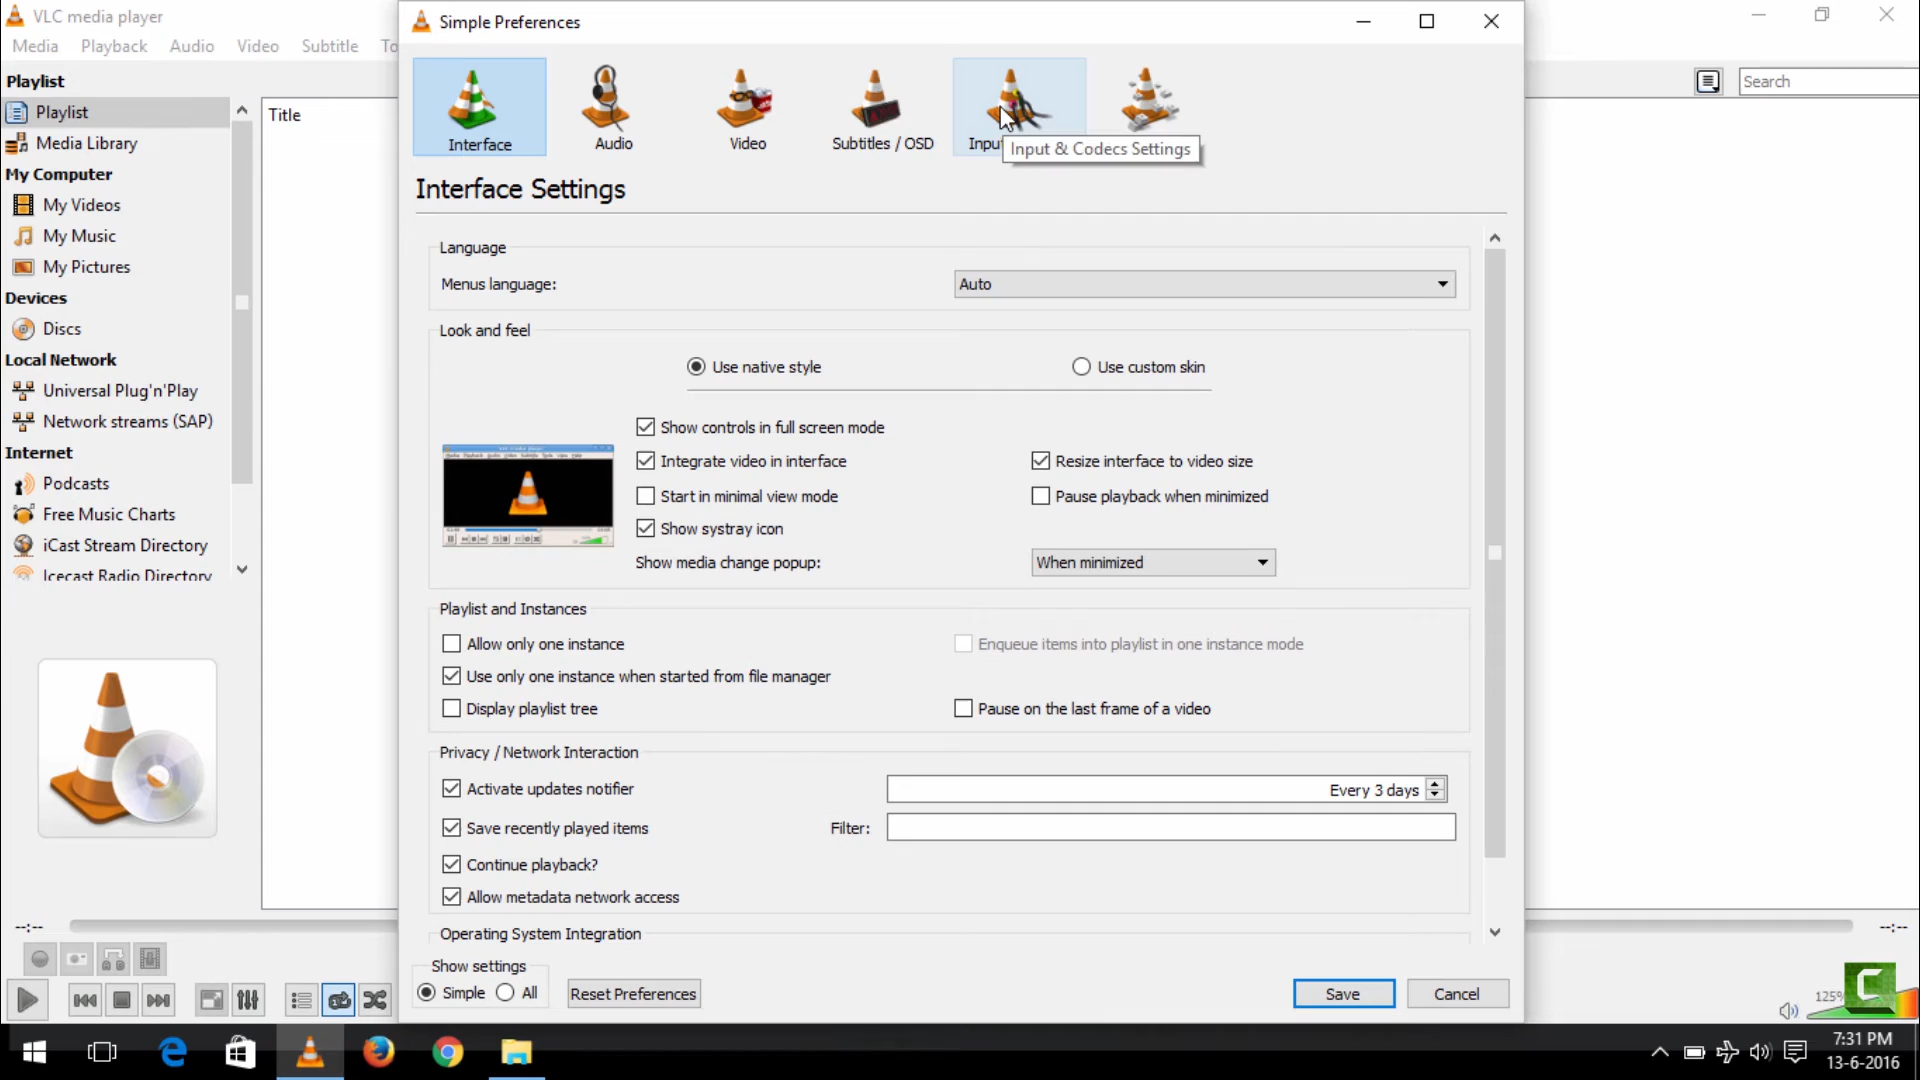 VLC media player
Media Playback Audio Video Subtitle To
Playlist
Playlist
Media Library
My Computer
My Videos
My Music
My Pictures
Devices
Discs
Local Network
Universal Plug'n'Play
Network streams (SAP)
Internet
Podcasts
Free Music Charts
iCast Stream Directory
Icecast Radio Directory
Title
Search
Simple Preferences
Interface
Audio
Video
Subtitles / OSD
Inpu
Input & Codecs Settings
Interface Settings
Language
Menus language: Auto
Look and feel
Use native style Use custom skin
Show controls in full screen mode
Integrate video in interface Resize interface to video size
Start in minimal view mode Pause playback when minimized
Show systray icon
Show media change popup: When minimized
Playlist and Instances
Allow only one instance Enqueue items into playlist in one instance mode
Use only one instance when started from file manager
Display playlist tree Pause on the last frame of a video
Privacy / Network Interaction
Activate updates notifier Every 3 days
Save recently played items Filter:
Continue playback?
Allow metadata network access
Operating System Integration
Show settings
Simple All Reset Preferences Save Cancel
--:-- --:--
125%
7:31 PM
13-6-2016